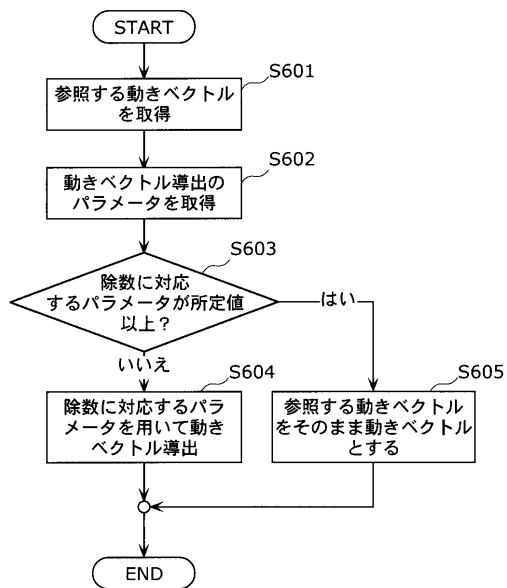 START
S601
参照する動きベクトル
を取得
S602
動きベクトル導出の
パラメータを取得
S603
除数に対応
するパラメータが所定値
以上？
はい
いいえ
S604
除数に対応するパラ
メータを用いて動き
ベクトル導出
S605
参照する動きベクトル
をそのまま動きベクトル
とする
END